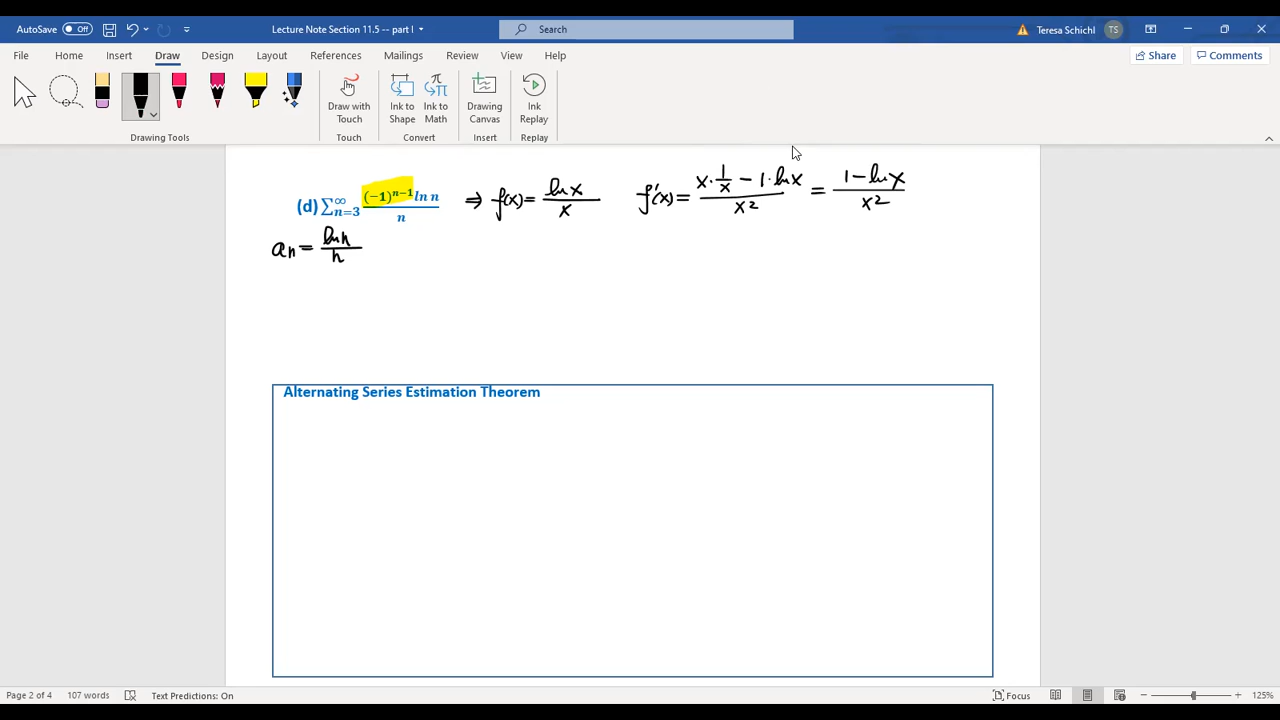 AutoSave Off Lecture Note Section 11.5 -- part I Search Teresa Schichl TS
File Home Insert Draw Design Layout References Mailings Review View Help Share Comments
Draw with Touch Ink to Shape Ink to Math Drawing Canvas Ink Replay
Drawing Tools Touch Convert Insert Replay
(d) ∑_{n=3}^{∞} (−1)^{n−1} ln n / n ⇒ f(x) = ln x / x f'(x) = (x · 1/x − 1 · ln x) / x² = (1 − ln x) / x²
a_n = ln n / n
Alternating Series Estimation Theorem
Page 2 of 4 107 words Text Predictions: On Focus 125%